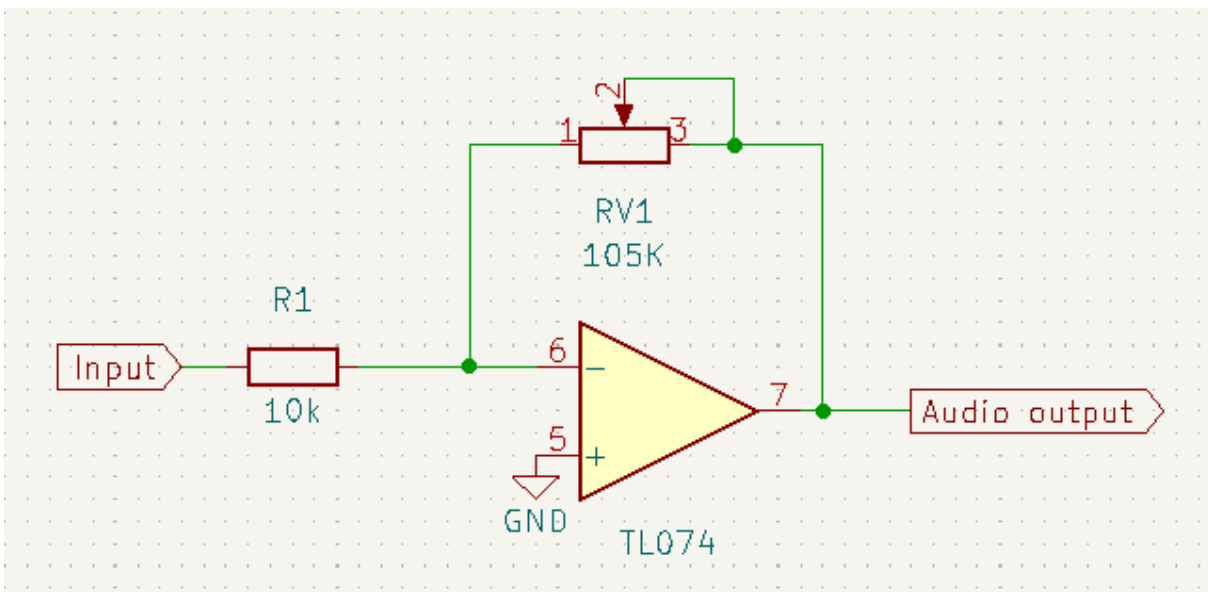 2
1
3
RV1
105K
R1
Input
10k
6
-
7
Audio output
5
+
GND
TL074